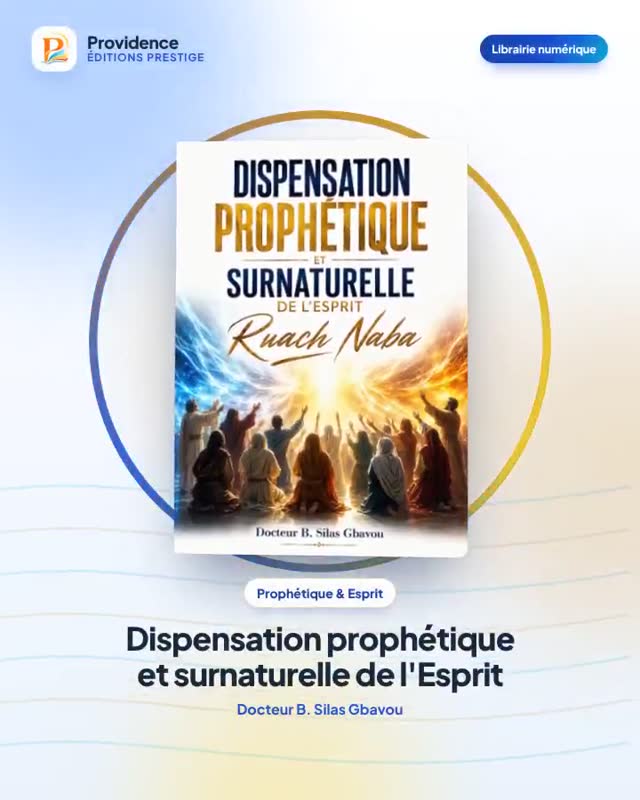 Providence
ÉDITIONS PRESTIGE
Librairie numérique
DISPENSATION
PROPHÉTIQUE
ET
SURNATURELLE
DE L'ESPRIT
Ruach Naba
Docteur B. Silas Gbavou
Prophétique & Esprit
Dispensation prophétique
et surnaturelle de l'Esprit
Docteur B. Silas Gbavou